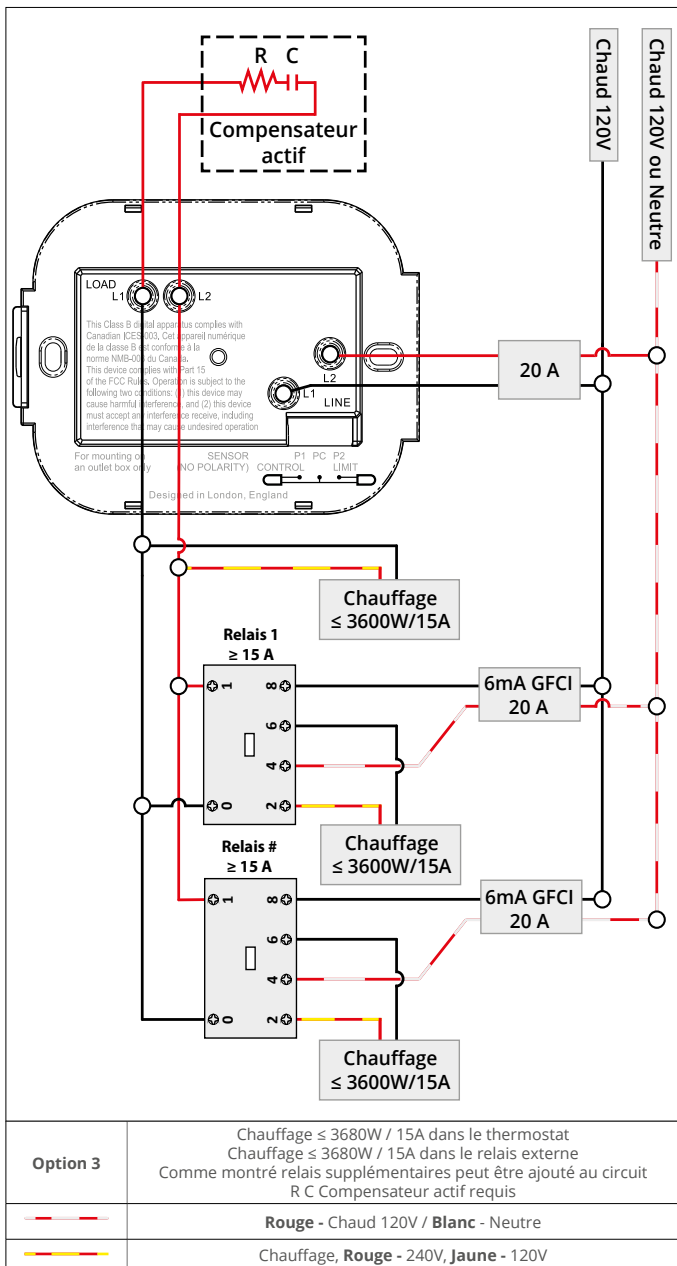 R C
Compensateur
actif
Chaud 120V
Chaud 120V ou Neutre
LOAD
L1
L2
This Class B digital apparatus complies with
Canadian ICES-003, Cet appareil numérique
de la classe B est conforme à la
norme NMB-003 du Canada.
This device complies with Part 15
of the FCC Rules. Operation is subject to the
following two conditions: (1) this device may
cause harmful interference, and (2) this device
must accept any interference receive, including
interference that may cause undesired operation
L2
L1
LINE
20 A
For mounting on
an outlet box only
SENSOR
(NO POLARITY)
P1 PC P2
CONTROL
LIMIT
Designed in London, England
Chauffage
≤ 3600W/15A
Relais 1
≥ 15 A
1
8
6
4
0
2
6mA GFCI
20 A
Chauffage
≤ 3600W/15A
Relais #
≥ 15 A
1
8
6
4
0
2
6mA GFCI
20 A
Chauffage
≤ 3600W/15A
Option 3
Chauffage ≤ 3680W / 15A dans le thermostat
Chauffage ≤ 3680W / 15A dans le relais externe
Comme montré relais supplémentaires peut être ajouté au circuit
R C Compensateur actif requis
Rouge - Chaud 120V / Blanc - Neutre
Chauffage, Rouge - 240V, Jaune - 120V